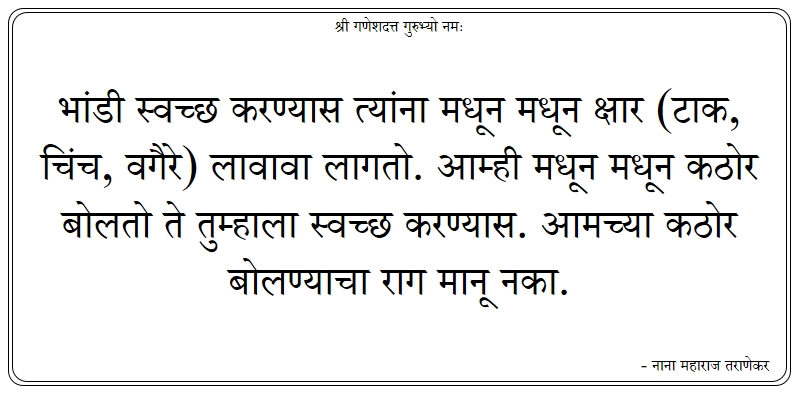 श्री गणेशदत्त गुरुभ्यो नमः
भांडी स्वच्छ करण्यास त्यांना मधून मधून क्षार (टाक,
चिंच, वगैरे) लावावा लागतो. आम्ही मधून मधून कठोर
बोलतो ते तुम्हाला स्वच्छ करण्यास. आमच्या कठोर
बोलण्याचा राग मानू नका.
- नाना महाराज तराणेकर